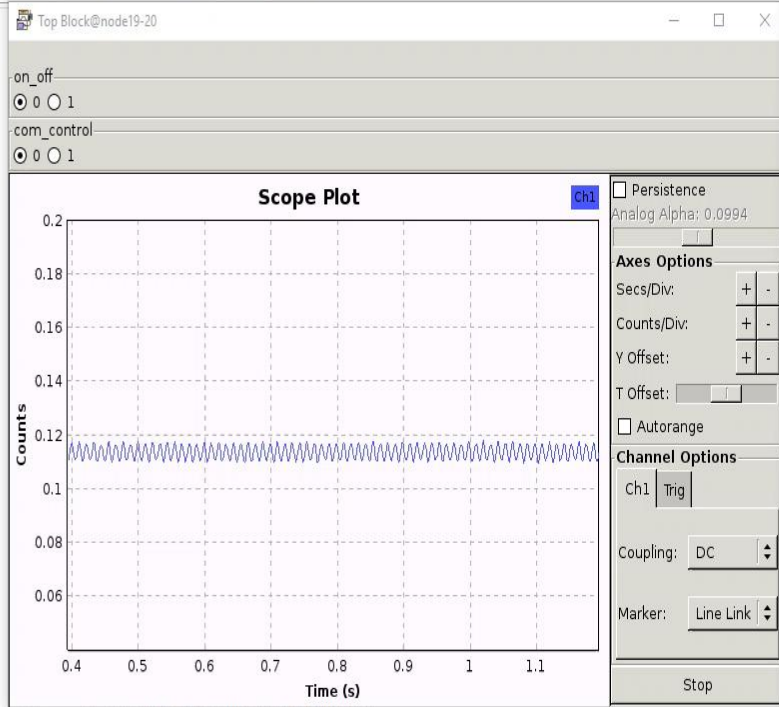 Top Block@node19-20
on_off
0 1
com_control
0 1
Scope Plot
Ch1
0.2
0.18
0.16
0.14
0.12
0.1
0.08
0.06
Counts
0.4 0.5 0.6 0.7 0.8 0.9 1 1.1
Time (s)
Persistence
Analog Alpha: 0.0994
Axes Options
Secs/Div: + -
Counts/Div: + -
Y Offset: + -
T Offset:
Autorange
Channel Options
Ch1 Trig
Coupling: DC
Marker: Line Link
Stop